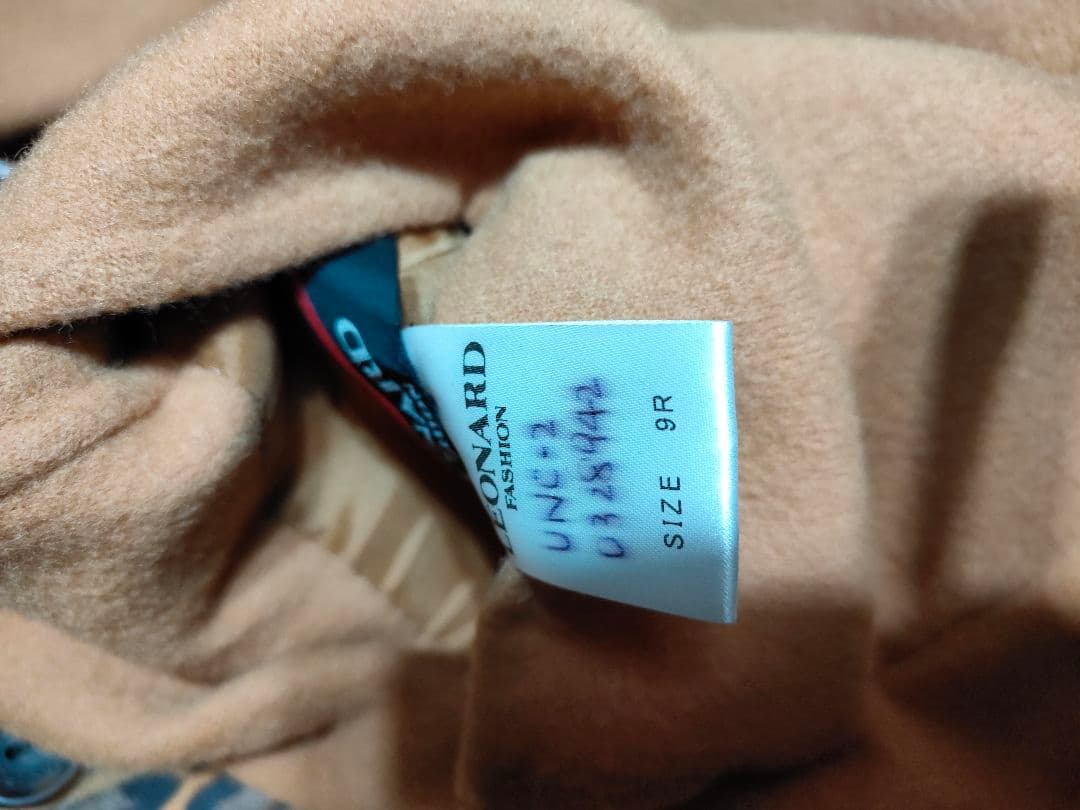 LEONARD
FASHION
UNC-2
0328942
SIZE 9R